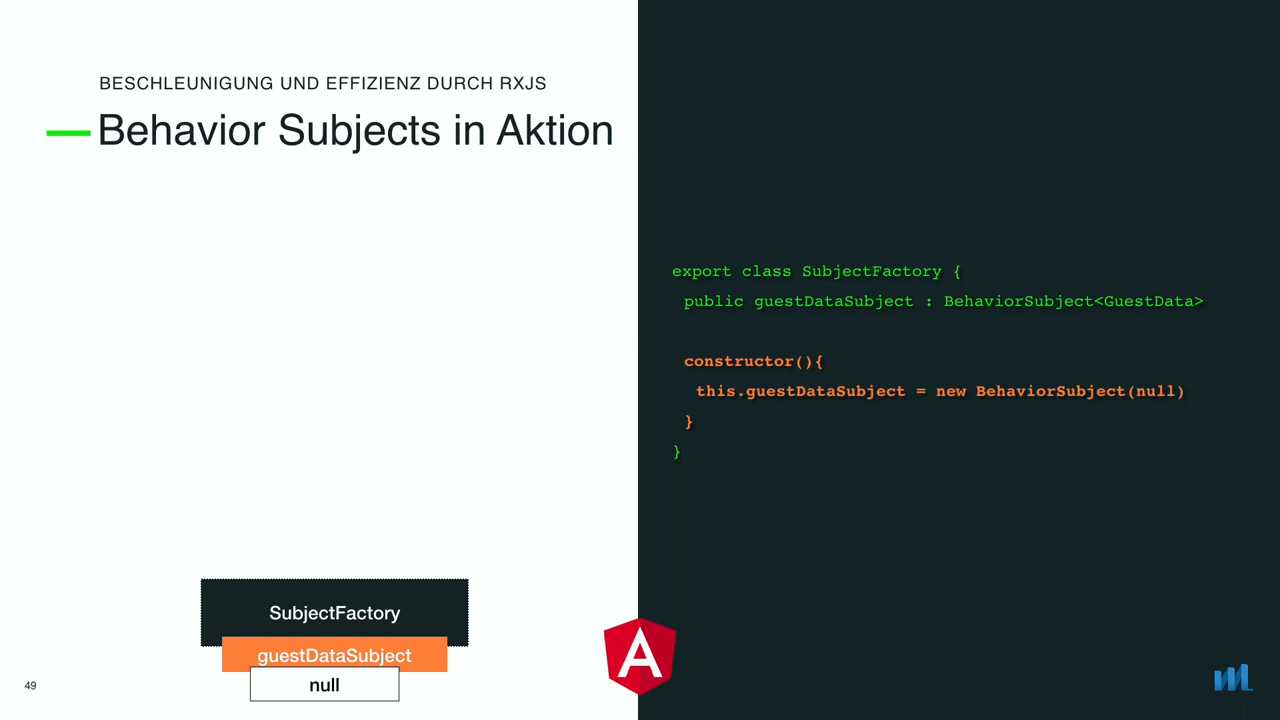 BESCHLEUNIGUNG UND EFFIZIENZ DURCH RXJS
Behavior Subjects in Aktion
export class SubjectFactory {
public guestDataSubject : BehaviorSubject<GuestData>
constructor(){
this.guestDataSubject = new BehaviorSubject(null)
}
}
SubjectFactory
guestDataSubject
null
49
A